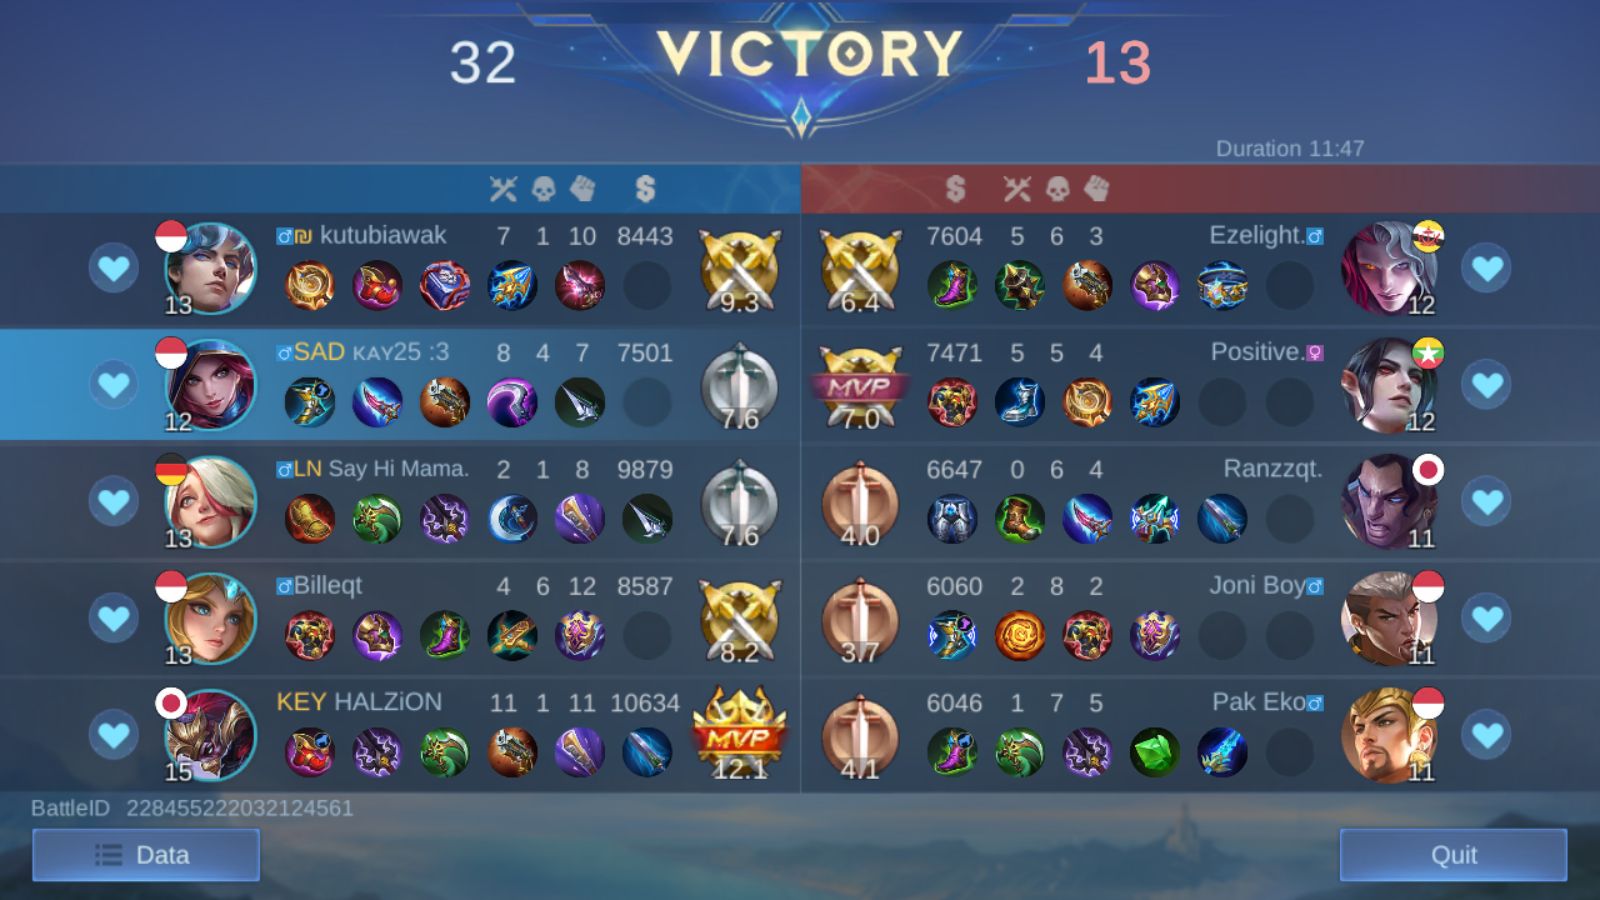 32 VICTORY 13
Duration 11:47
kutubiawak 7 1 10 8443
13 9.3
7604 5 6 3 Ezelight.
6.4 12
SAD KAY25 :3 8 4 7 7501
12 7.6
7471 5 5 4 Positive.
MVP
7.0 12
LN Say Hi Mama. 2 1 8 9879
13 7.6
6647 0 6 4 Ranzzqt.
4.0 11
Billeqt 4 6 12 8587
13 8.2
6060 2 8 2 Joni Boy
3.7 11
KEY HALZiON 11 1 11 10634
MVP
15 12.1
6046 1 7 5 Pak Eko
4.1 11
BattleID 228455222032124561
Data
Quit